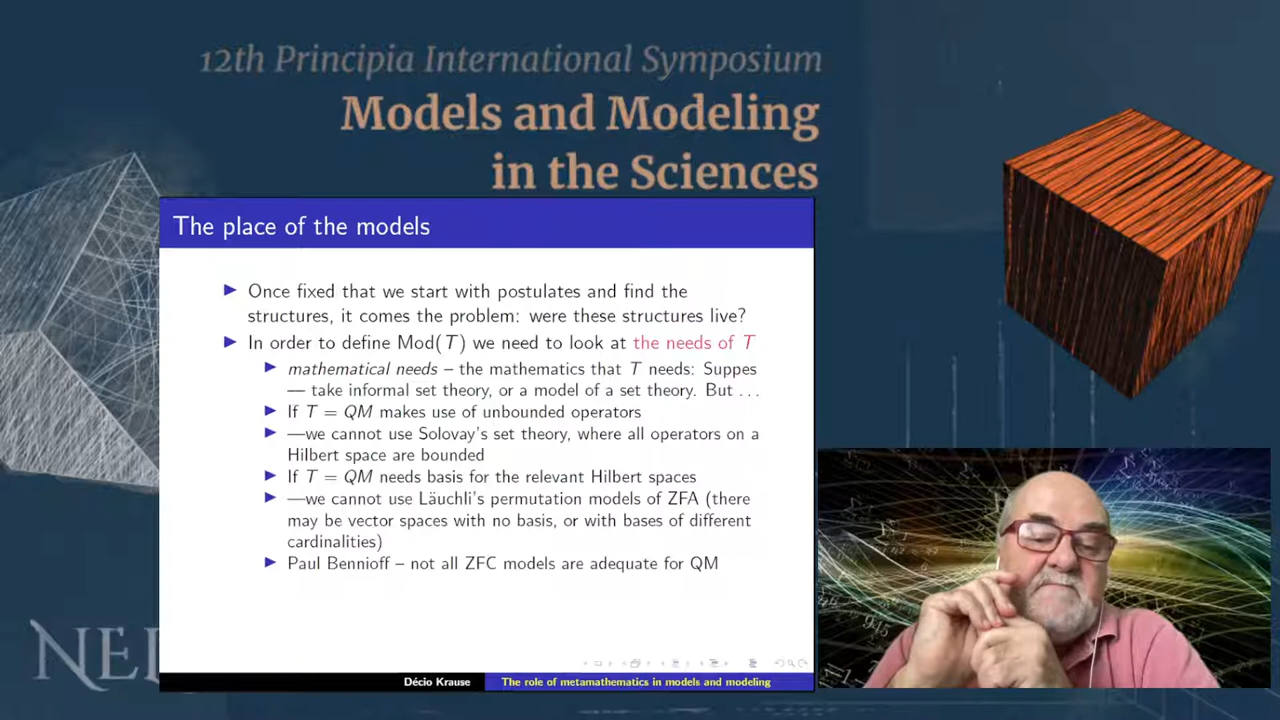 12th Principia International Symposium
Models and Modeling
in the Sciences
The place of the models
Once fixed that we start with postulates and find the
structures, it comes the problem: were these structures live?
In order to define Mod(T) we need to look at the needs of T
mathematical needs – the mathematics that T needs: Suppes
— take informal set theory, or a model of a set theory. But ...
If T = QM makes use of unbounded operators
—we cannot use Solovay's set theory, where all operators on a
Hilbert space are bounded
If T = QM needs basis for the relevant Hilbert spaces
—we cannot use Läuchli's permutation models of ZFA (there
may be vector spaces with no basis, or with bases of different
cardinalities)
Paul Bennioff – not all ZFC models are adequate for QM
Décio Krause
The role of metamathematics in models and modeling